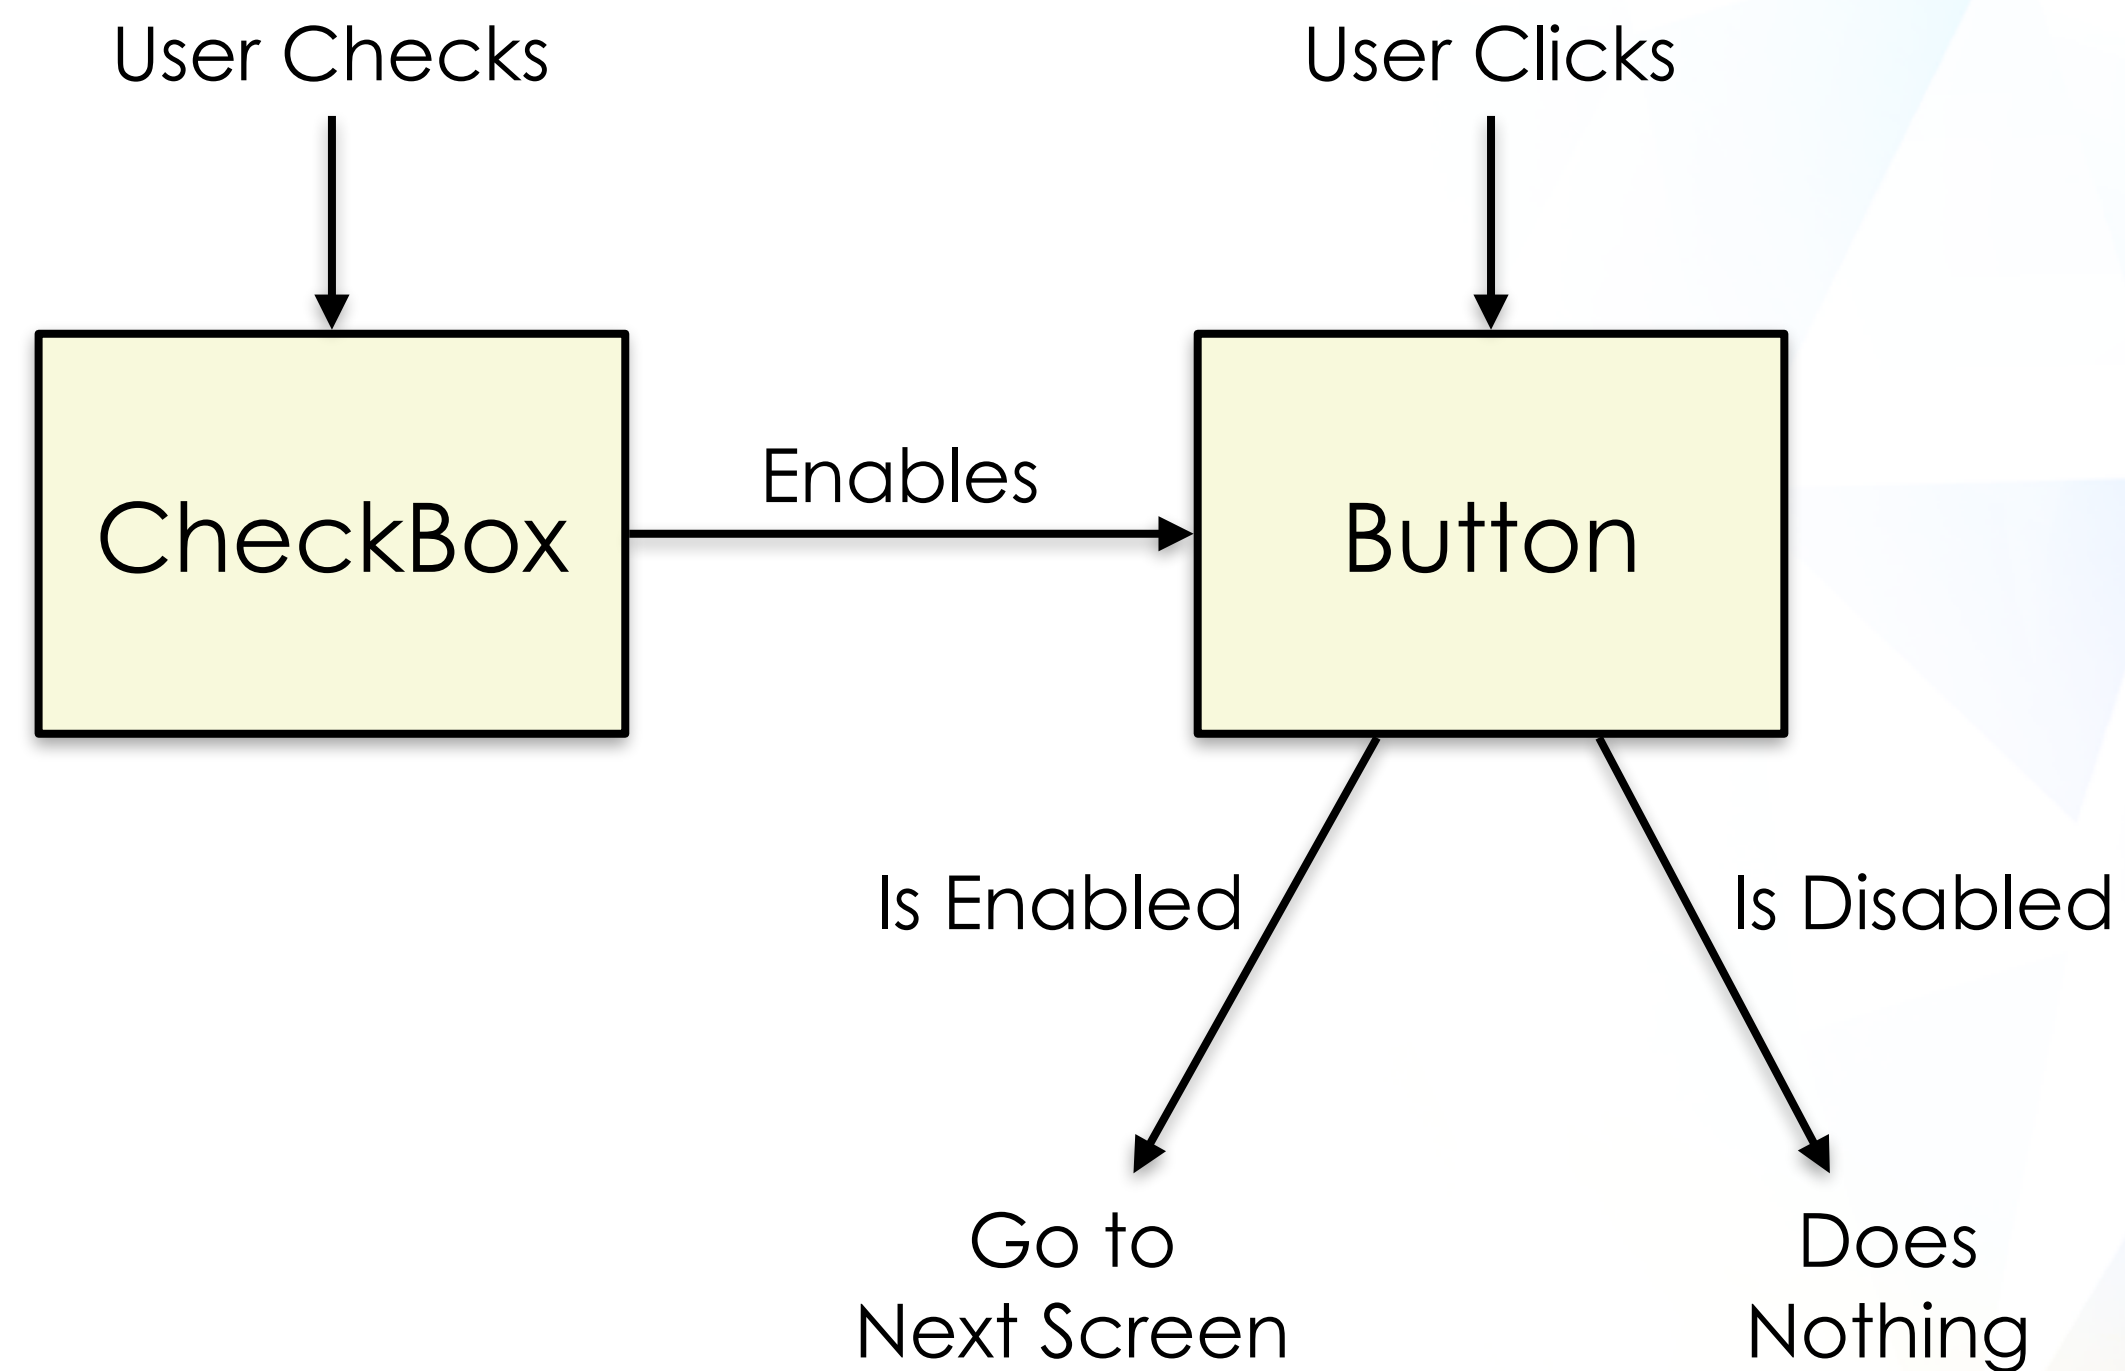 User Checks
User Clicks
Enables
CheckBox
Button
Is Enabled
Is Disabled
Go to
Next Screen
Does
Nothing